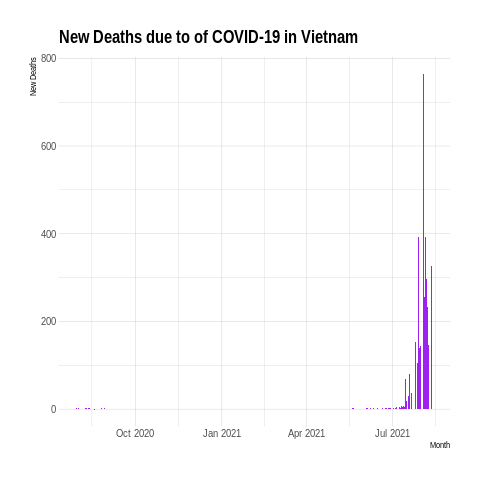 New Deaths due to of COVID-19 in Vietnam
New Deaths
800
600
400
200
0
Oct 2020 Jan 2021 Apr 2021 Jul 2021
Month